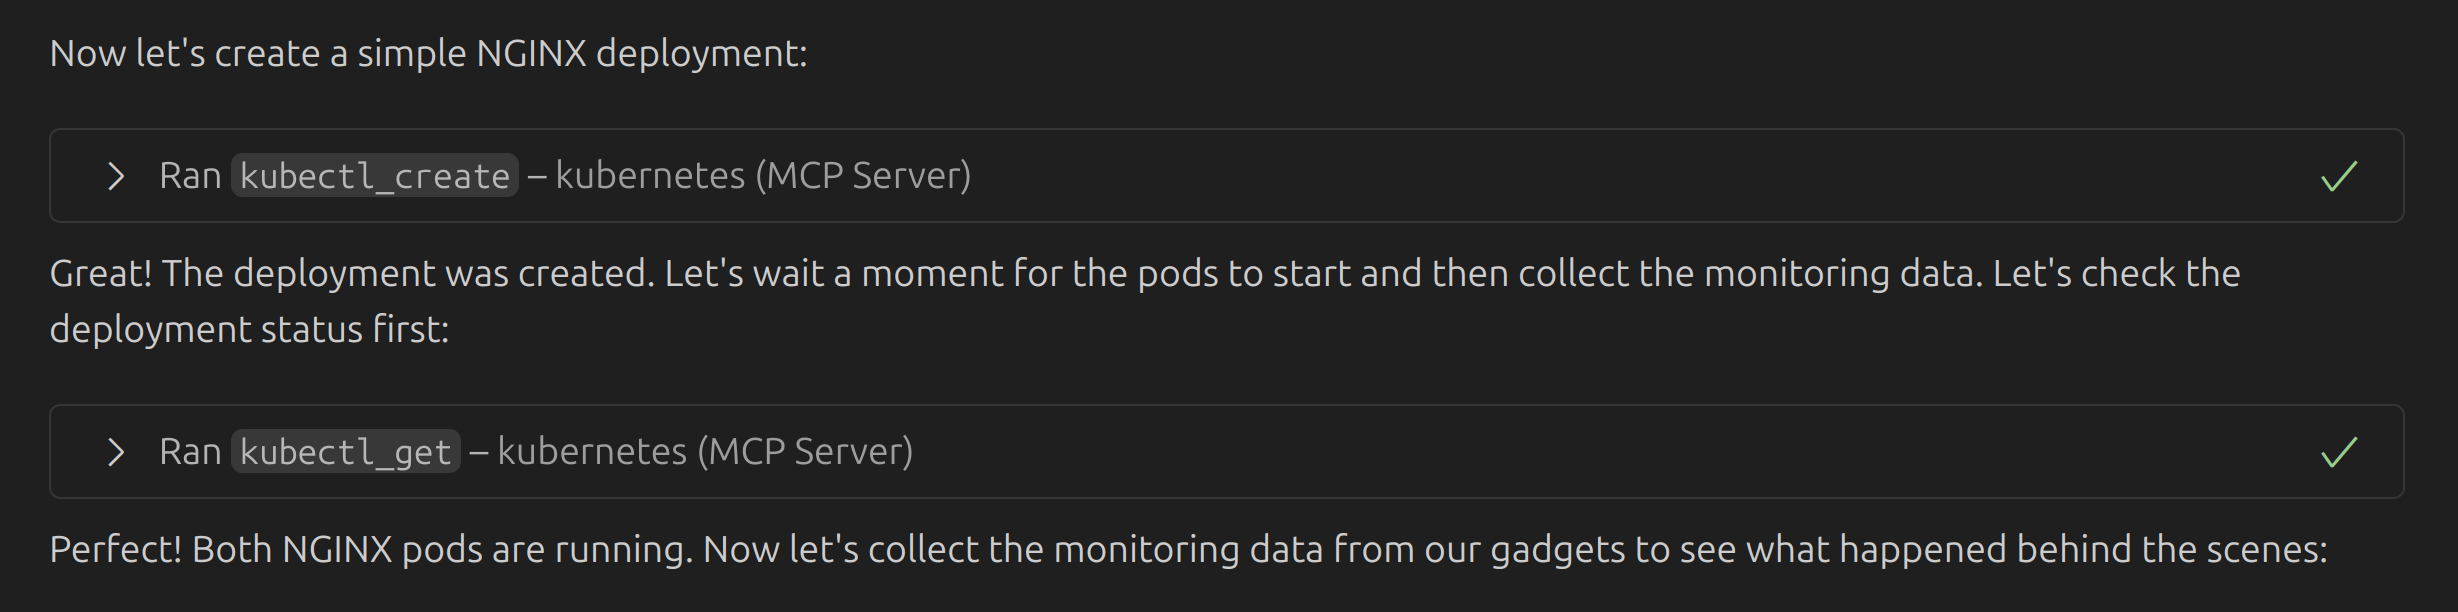 Now let's create a simple NGINX deployment:
Ran kubectl_create – kubernetes (MCP Server)
Great! The deployment was created. Let's wait a moment for the pods to start and then collect the monitoring data. Let's check the
deployment status first:
Ran kubectl_get – kubernetes (MCP Server)
Perfect! Both NGINX pods are running. Now let's collect the monitoring data from our gadgets to see what happened behind the scenes: